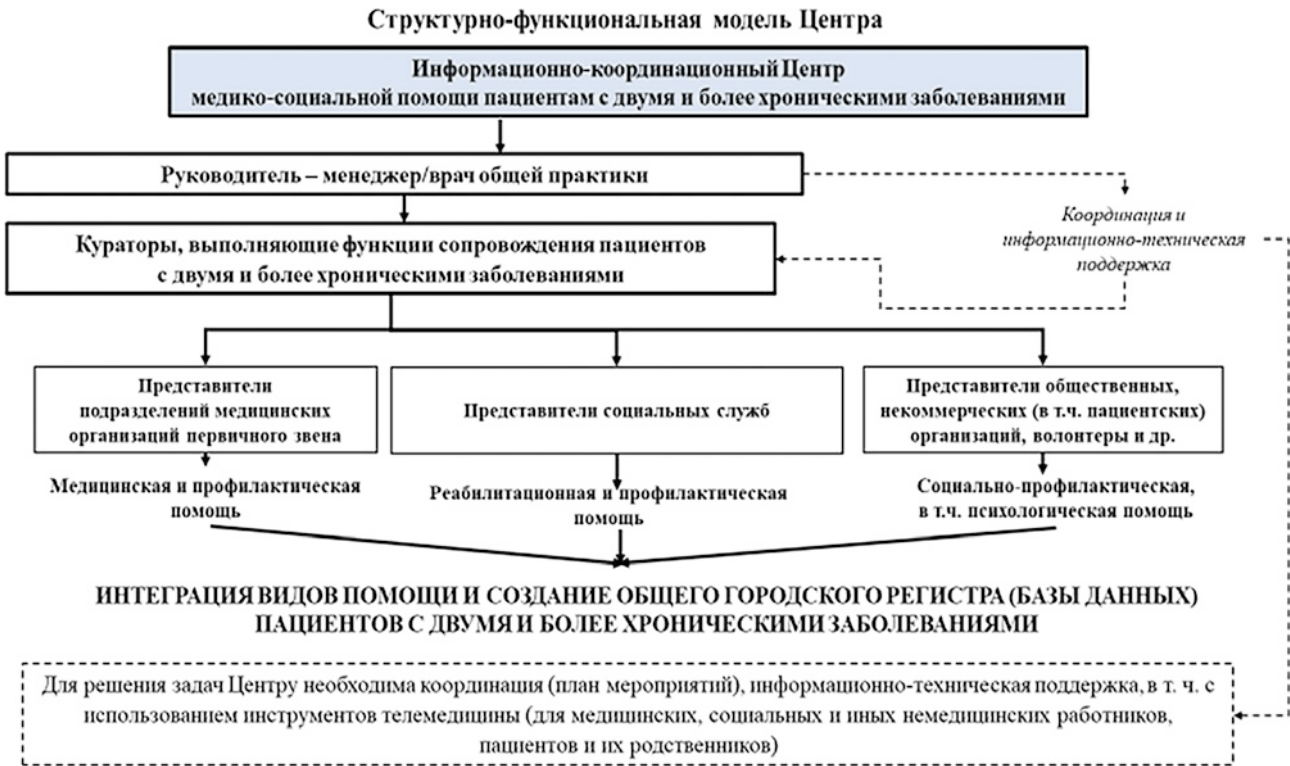 Структурно-функциональная модель Центра
Информационно-координационный Центр
медико-социальной помощи пациентам с двумя и более хроническими заболеваниями
Руководитель – менеджер/врач общей практики
Координация и
информационно-техническая
поддержка
Кураторы, выполняющие функции сопровождения пациентов
с двумя и более хроническими заболеваниями
Представители
подразделений медицинских
организаций первичного звена
Представители социальных служб
Представители общественных,
некоммерческих (в т.ч. пациентских)
организаций, волонтеры и др.
Медицинская и профилактическая
помощь
Реабилитационная и профилактическая
помощь
Социально-профилактическая,
в т.ч. психологическая помощь
ИНТЕГРАЦИЯ ВИДОВ ПОМОЩИ И СОЗДАНИЕ ОБЩЕГО ГОРОДСКОГО РЕГИСТРА (БАЗЫ ДАННЫХ)
ПАЦИЕНТОВ С ДВУМЯ И БОЛЕЕ ХРОНИЧЕСКИМИ ЗАБОЛЕВАНИЯМИ
Для решения задач Центру необходима координация (план мероприятий), информационно-техническая поддержка, в т. ч. с
использованием инструментов телемедицины (для медицинских, социальных и иных немедицинских работников,
пациентов и их родственников)